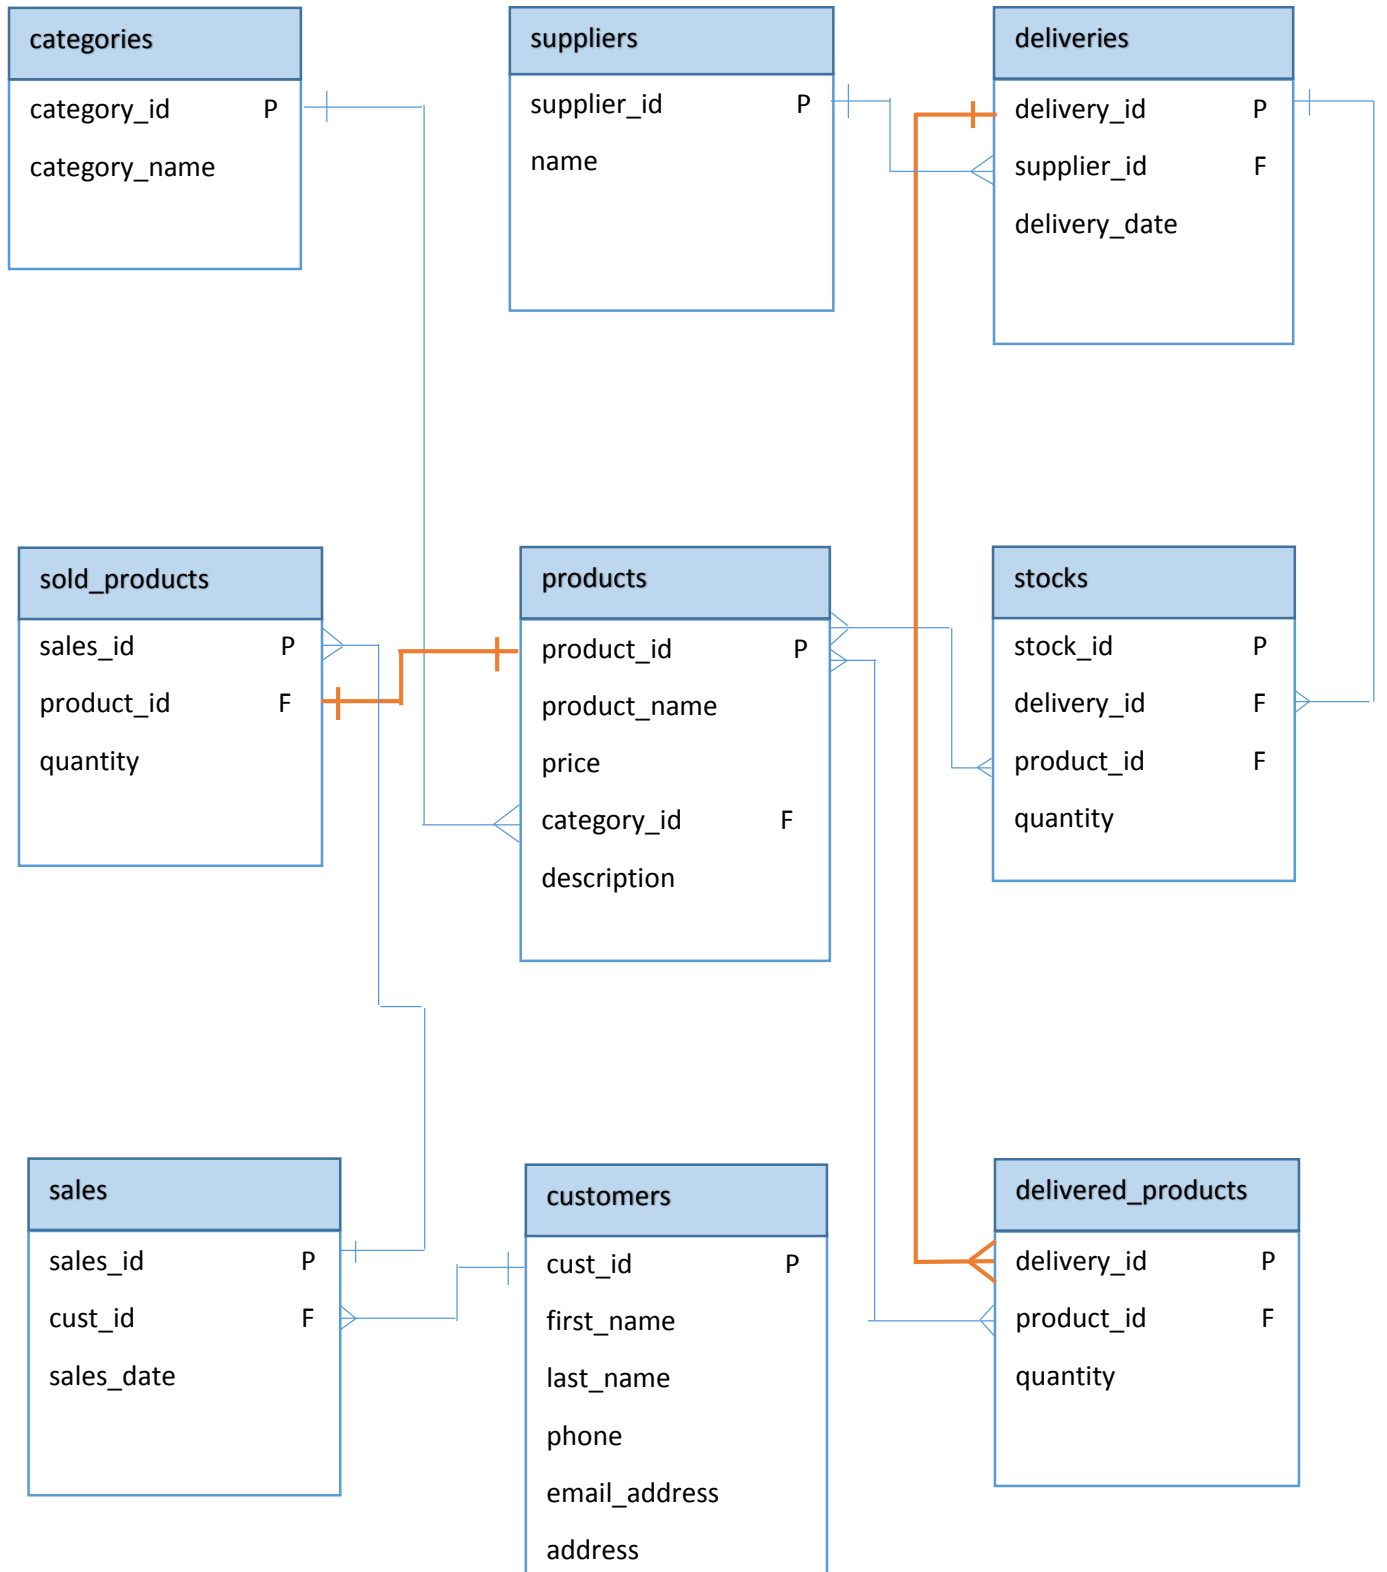 categories
category_id P
category_name
suppliers
supplier_id P
name
deliveries
delivery_id P
supplier_id F
delivery_date
sold_products
sales_id P
product_id F
quantity
products
product_id P
product_name
price
category_id F
description
stocks
stock_id P
delivery_id F
product_id F
quantity
sales
sales_id P
cust_id F
sales_date
customers
cust_id P
first_name
last_name
phone
email_address
address
delivered_products
delivery_id P
product_id F
quantity